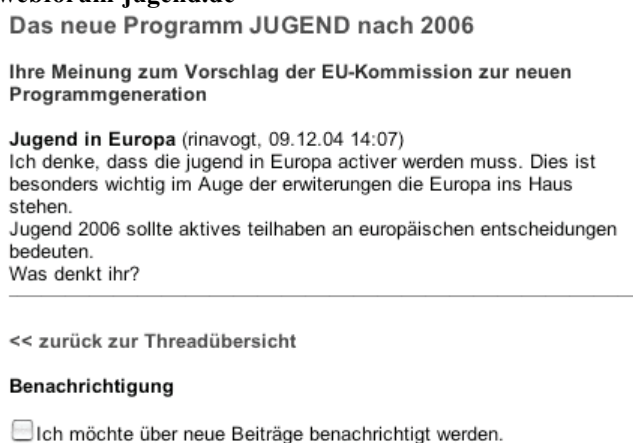 webforum-jugend.de
Das neue Programm JUGEND nach 2006
Ihre Meinung zum Vorschlag der EU-Kommission zur neuen
Programmgeneration
Jugend in Europa (rinavogt, 09.12.04 14:07)
Ich denke, dass die jugend in Europa activer werden muss. Dies ist
besonders wichtig im Auge der erwiterungen die Europa ins Haus
stehen.
Jugend 2006 sollte aktives teilhaben an europäischen entscheidungen
bedeuten.
Was denkt ihr?
<< zurück zur Threadübersicht
Benachrichtigung
Ich möchte über neue Beiträge benachrichtigt werden.